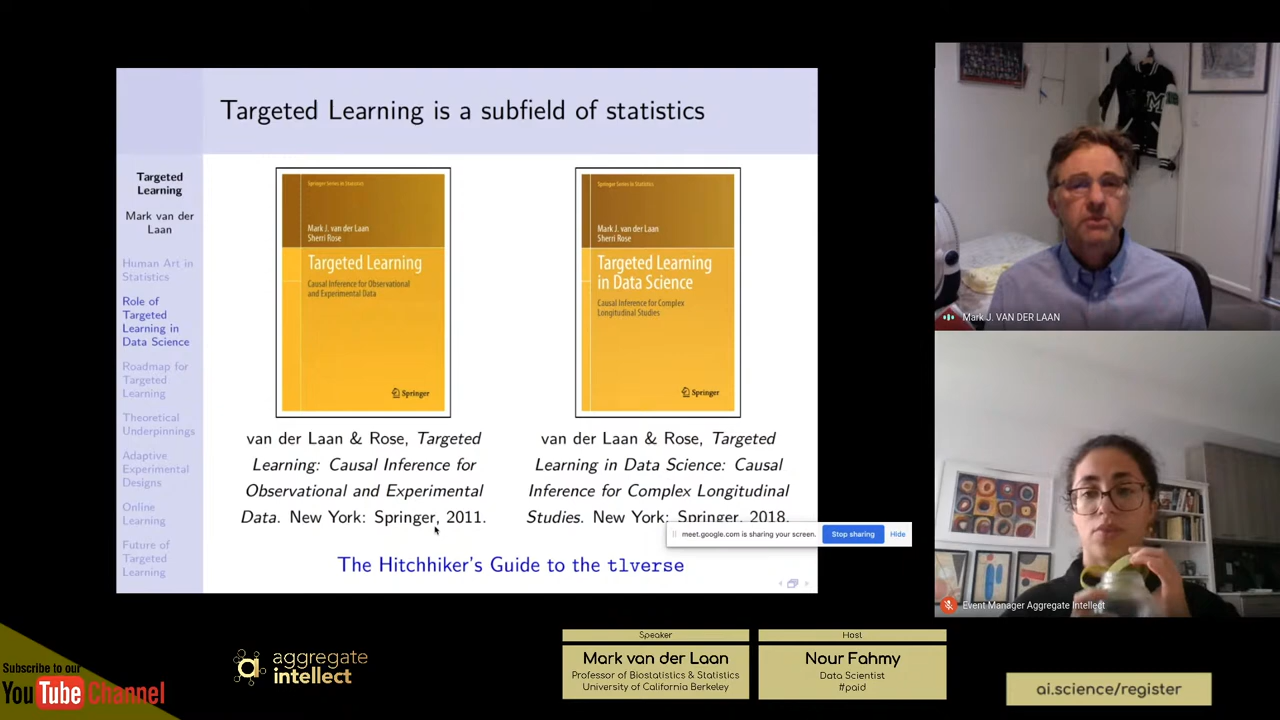 Targeted Learning is a subfield of statistics
Targeted
Learning
Mark van der
Laan
Human Art in
Statistics
Role of
Targeted
Learning in
Data Science
Roadmap for
Targeted
Learning
Theoretical
Underpinnings
Adaptive
Experimental
Designs
Online
Learning
Future of
Targeted
Learning
Springer Series in Statistics
Mark J. van der Laan
Sherri Rose
Targeted Learning
Causal Inference for Observational
and Experimental Data
Springer
van der Laan & Rose, Targeted
Learning: Causal Inference for
Observational and Experimental
Data. New York: Springer, 2011.
Springer Series in Statistics
Mark J. van der Laan
Sherri Rose
Targeted Learning
in Data Science
Causal Inference for Complex
Longitudinal Studies
Springer
van der Laan & Rose, Targeted
Learning in Data Science: Causal
Inference for Complex Longitudinal
Studies. New York: Springer, 2018.
meet.google.com is sharing your screen.
Stop sharing
Hide
The Hitchhiker's Guide to the tlverse
M
Mark J. VAN DER LAAN
Event Manager Aggregate Intellect
Subscribe to our
YouTube Channel
a
aggregate
intellect
Speaker
Mark van der Laan
Professor of Biostatistics & Statistics
University of California Berkeley
Host
Nour Fahmy
Data Scientist
#paid
ai.science/register